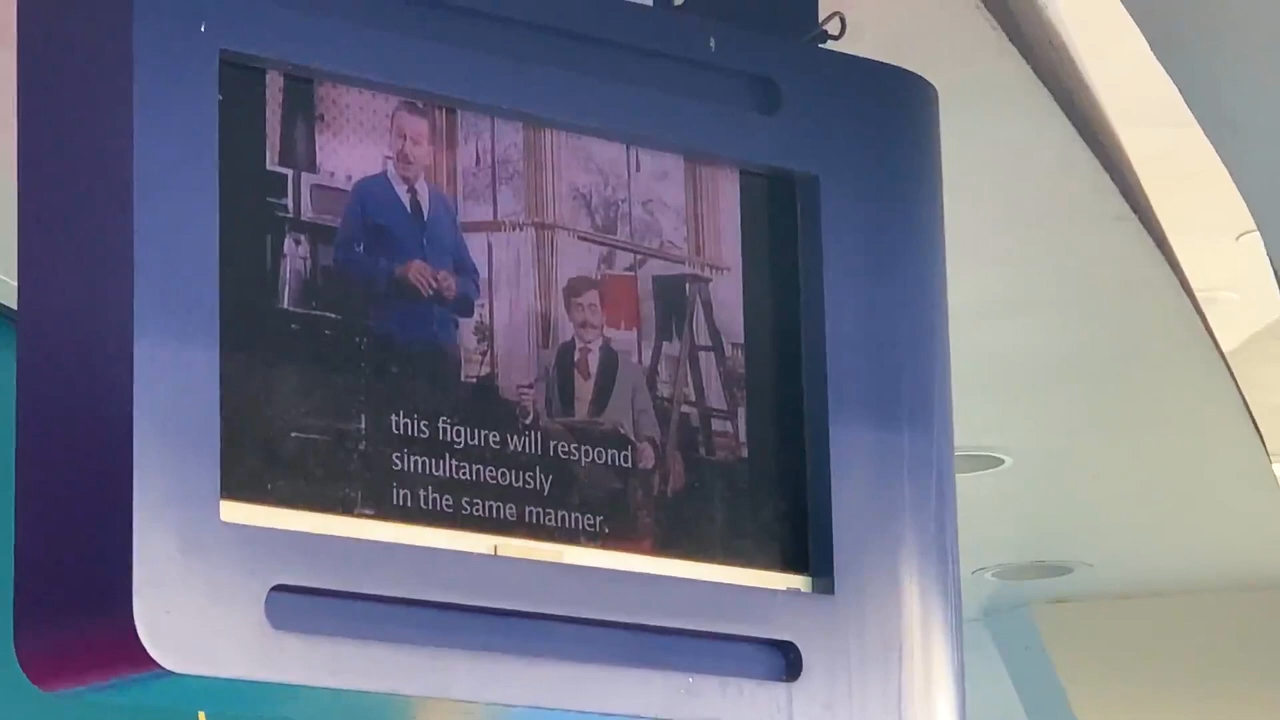 this figure will respond
simultaneously
in the same manner.